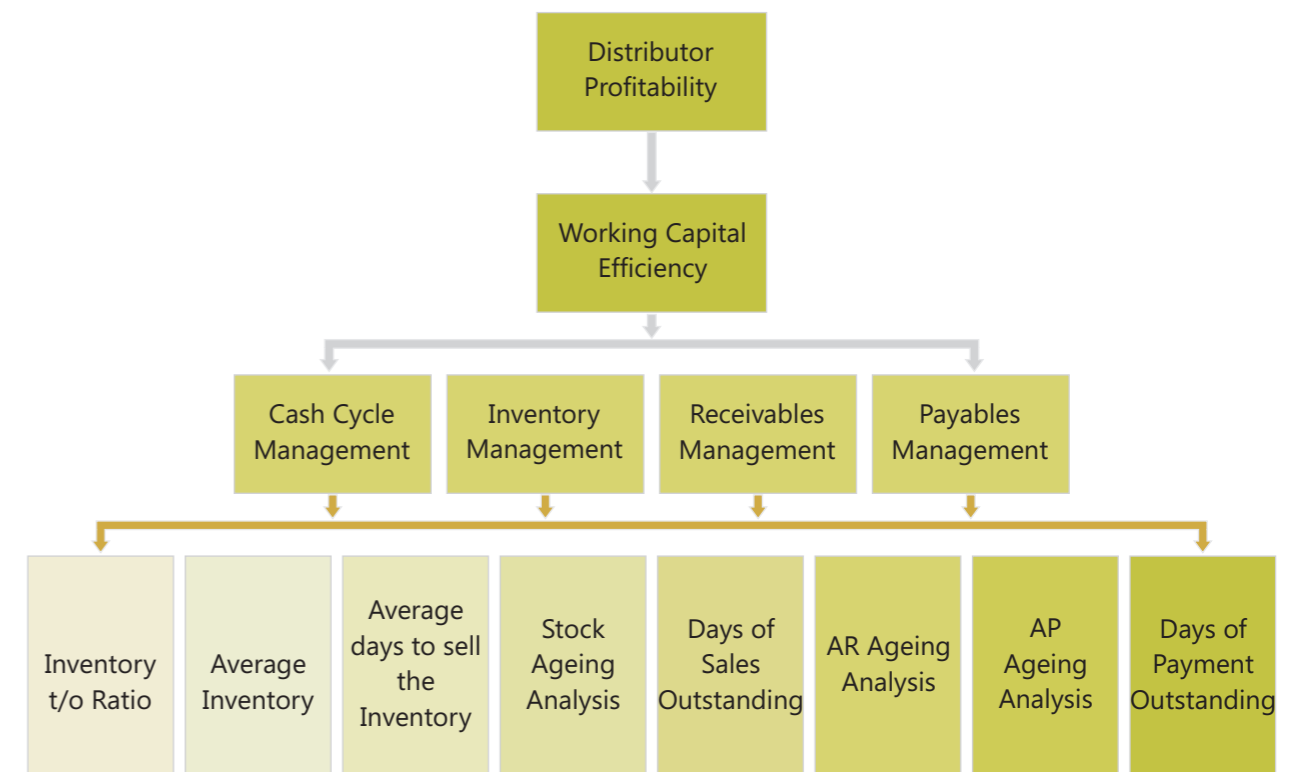 Distributor
Profitability
Working Capital
Efficiency
Cash Cycle
Management
Inventory
Management
Receivables
Management
Payables
Management
Inventory
t/o Ratio
Average
Inventory
Average
days to sell
the
Inventory
Stock
Ageing
Analysis
Days of
Sales
Outstanding
AR Ageing
Analysis
AP
Ageing
Analysis
Days of
Payment
Outstanding